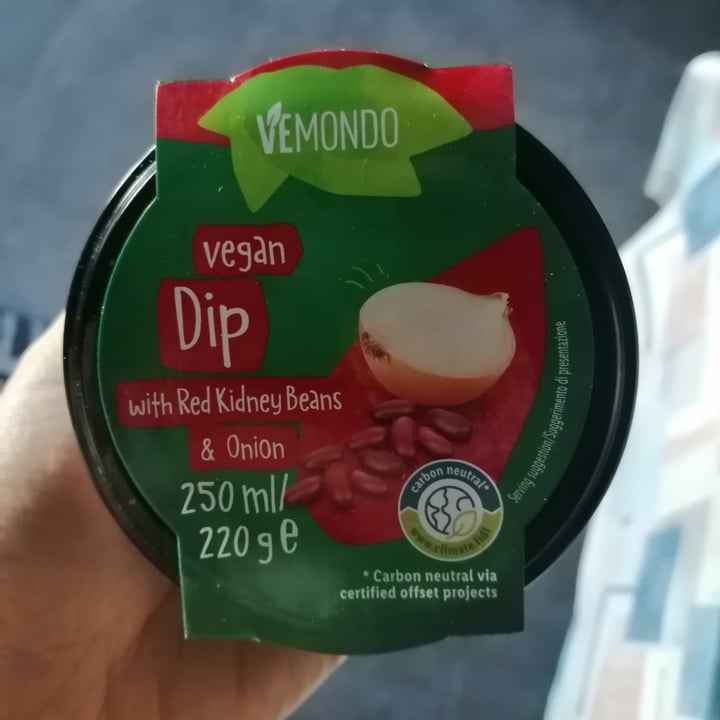 VEMONDO
vegan
Dip
with Red Kidney Beans
& Onion
250 ml/
220 g e
carbon neutral*
www.climate.lidl
* Carbon neutral via
certified offset projects
Serving suggestion/Suggerimento di presentazione